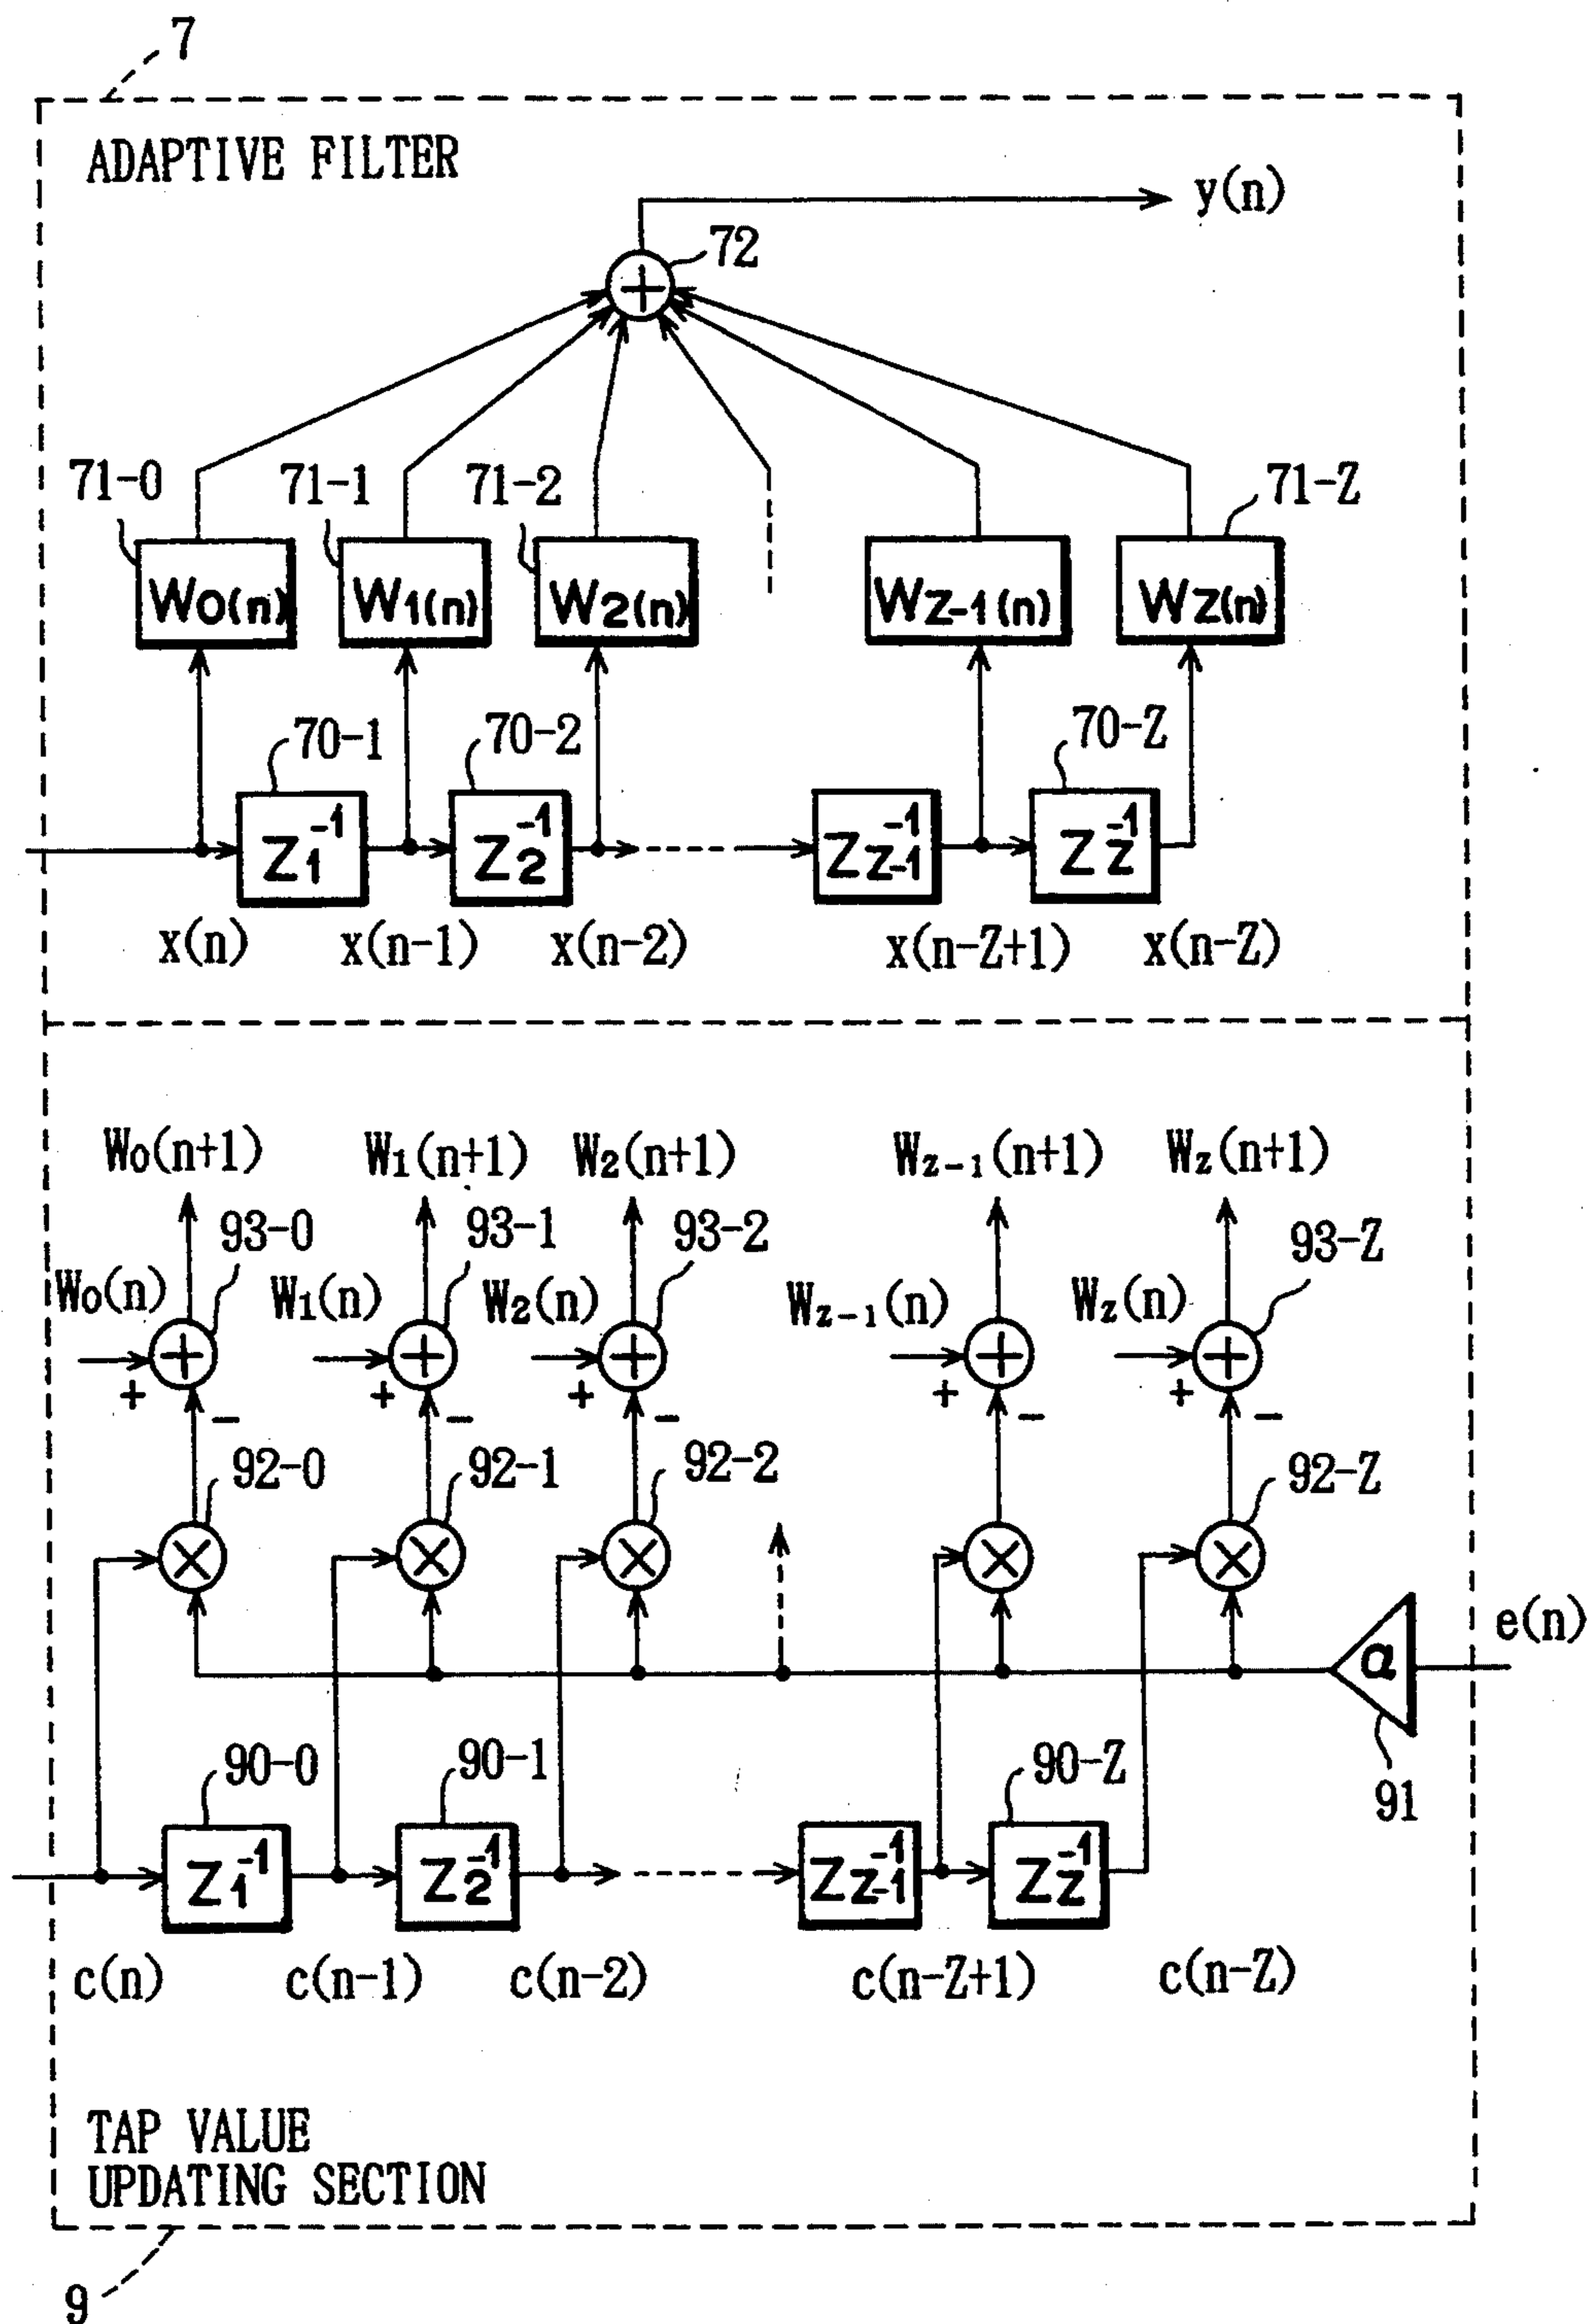 7
ADAPTIVE FILTER
y(n)
72
+
71-0 71-1 71-2 71-Z
W0(n) W1(n) W2(n) Wz-1(n) Wz(n)
70-1 70-2 70-Z
Z1^-1 Z2^-1 Zz-1^-1 Zz^-1
x(n) x(n-1) x(n-2) x(n-Z+1) x(n-Z)
W0(n+1) W1(n+1) W2(n+1) Wz-1(n+1) Wz(n+1)
93-0 93-1 93-2 93-Z
W0(n) W1(n) W2(n) Wz-1(n) Wz(n)
+ + + + +
+ + + + +
- - - - -
92-0 92-1 92-2 92-Z
× × × × ×
e(n)
α
91
90-0 90-1 90-Z
Z1^-1 Z2^-1 Zz-1^-1 Zz^-1
c(n) c(n-1) c(n-2) c(n-Z+1) c(n-Z)
TAP VALUE
UPDATING SECTION
9